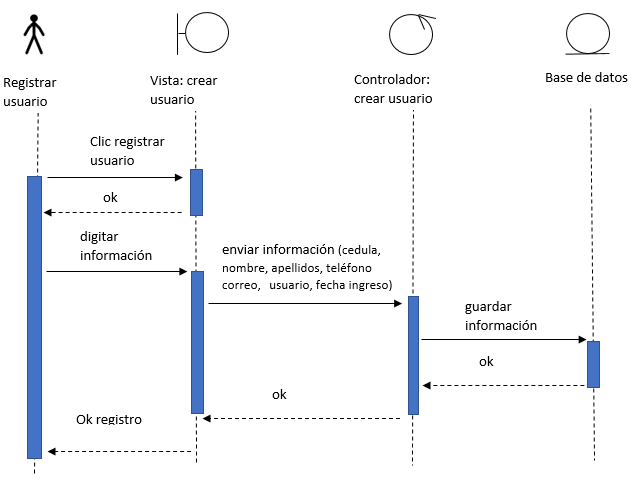 Registrar
usuario
Vista: crear
usuario
Controlador:
crear usuario
Base de datos
Clic registrar
usuario
ok
digitar
información
enviar información (cedula,
nombre, apellidos, teléfono
correo, usuario, fecha ingreso)
guardar
información
ok
ok
Ok registro